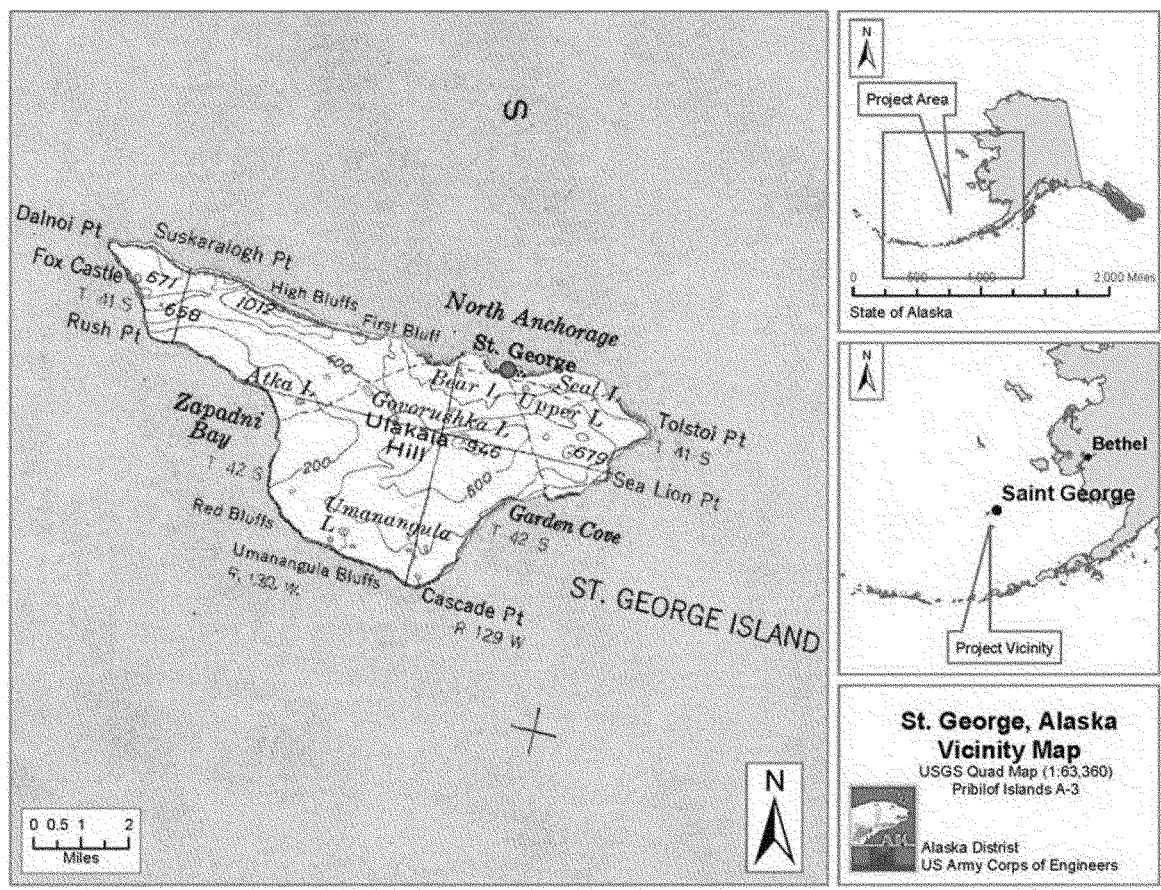 S
Dalnoi Pt
Suskaralogh Pt
Fox Castle
671
T 41 S
658
1012
High Bluffs
Rush Pt
First Bluff
North Anchorage
St. George
400
Atka L
Bear L
Seal L
Upper L
Zapadni
Bay
Govorushka L
Ulakaia
Hill
946
679
Tolstoi Pt
T 41 S
T 42 S
200
600
Sea Lion Pt
Red Bluffs
Umanangula
L
Garden Cove
T 42 S
Umanangula Bluffs
R 130 W
Cascade Pt
R 129 W
ST. GEORGE ISLAND
0 0.5 1 2
Miles
N
N
Project Area
0 500 1,000 2,000 Miles
State of Alaska
N
Bethel
Saint George
Project Vicinity
St. George, Alaska
Vicinity Map
USGS Quad Map (1:63,360)
Pribilof Islands A-3
Alaska District
US Army Corps of Engineers